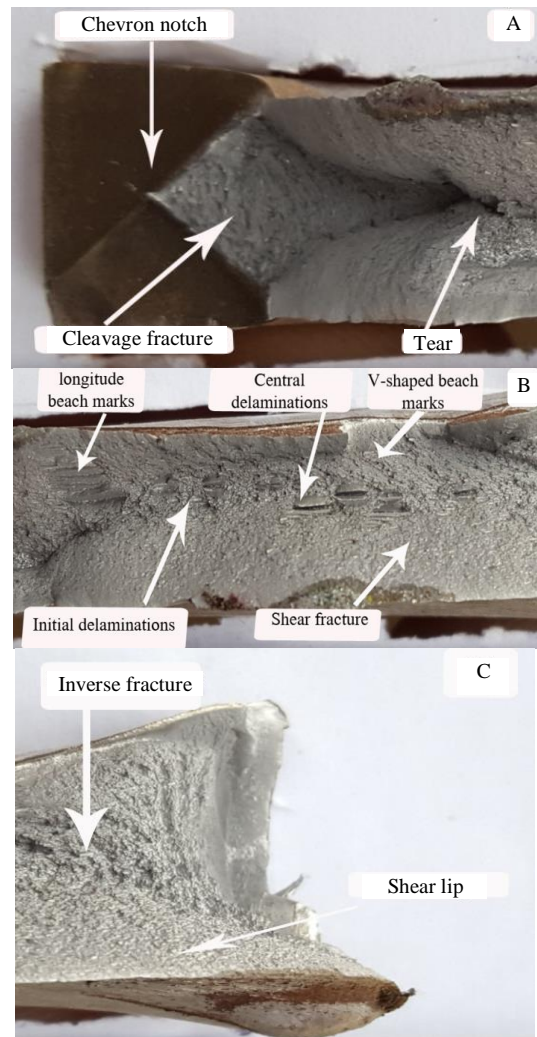 Chevron notch
A
Cleavage fracture
Tear
longitude
beach marks
Central
delaminations
V-shaped beach
marks
B
Initial delaminations
Shear fracture
Inverse fracture
C
Shear lip